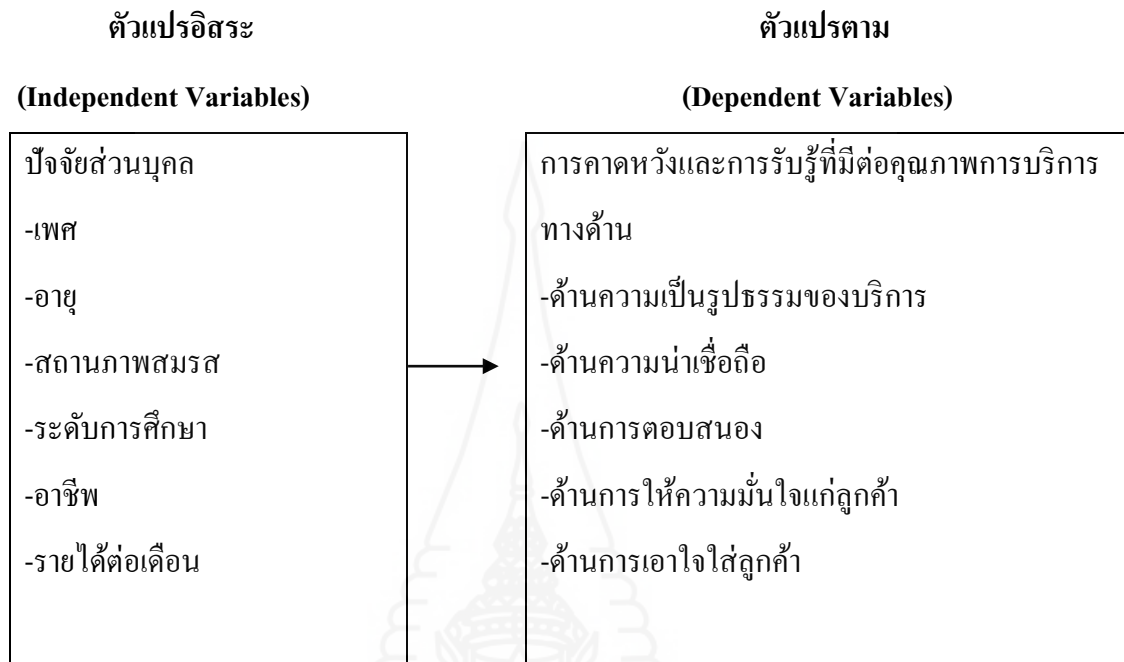 ตัวแปรอิสระ
(Independent Variables)
ปัจจัยส่วนบุคล
-เพศ
-อายุ
-สถานภาพสมรส
-ระดับการศึกษา
-อาชีพ
-รายได้ต่อเดือน
ตัวแปรตาม
(Dependent Variables)
การคาดหวังและการรับรู้ที่มีต่อคุณภาพการบริการ
ทางด้าน
-ด้านความเป็นรูปธรรมของบริการ
-ด้านความน่าเชื่อถือ
-ด้านการตอบสนอง
-ด้านการให้ความมั่นใจแก่ลูกค้า
-ด้านการเอาใจใส่ลูกค้า